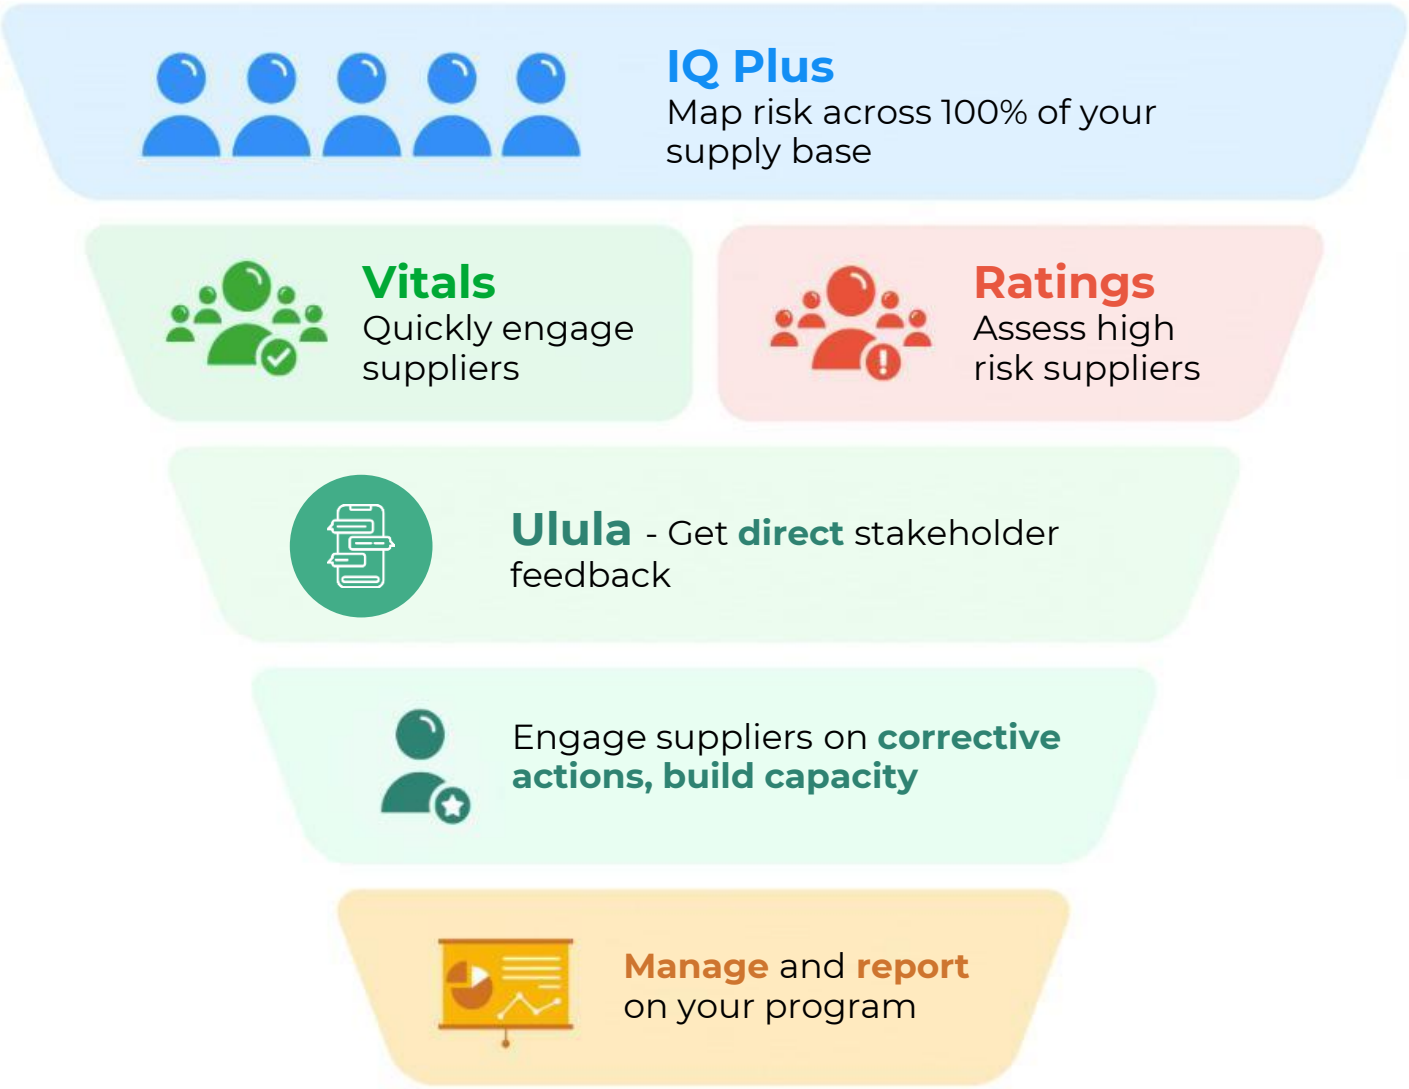 IQ Plus
Map risk across 100% of your
supply base
Vitals
Quickly engage
suppliers
Ratings
Assess high
risk suppliers
Ulula - Get direct stakeholder
feedback
Engage suppliers on corrective
actions, build capacity
Manage and report
on your program